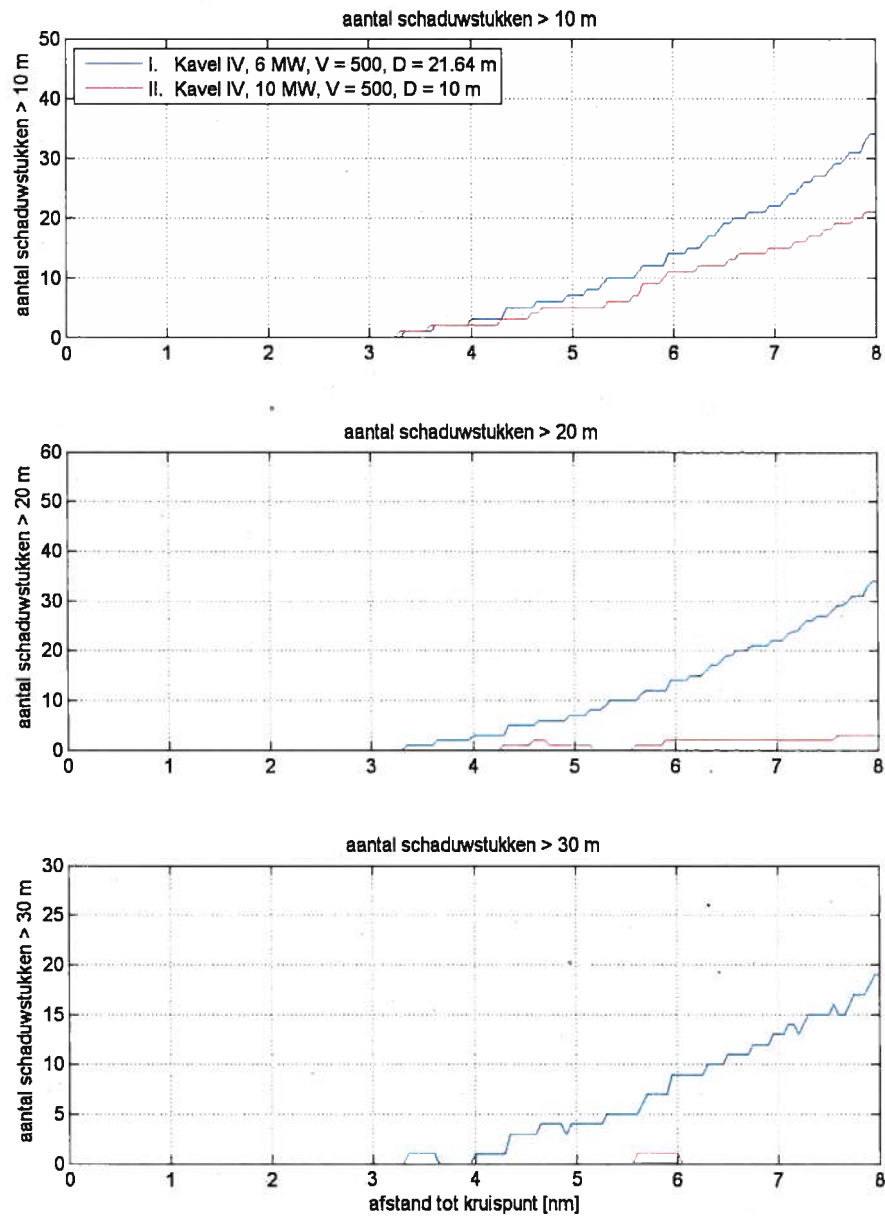 aantal schaduwstukken > 10 m
aantal schaduwstukken > 10 m
50
40
30
20
10
0
I. Kavel IV, 6 MW, V = 500, D = 21.64 m
II. Kavel IV, 10 MW, V = 500, D = 10 m
0 1 2 3 4 5 6 7 8
aantal schaduwstukken > 20 m
aantal schaduwstukken > 20 m
60
50
40
30
20
10
0
0 1 2 3 4 5 6 7 8
aantal schaduwstukken > 30 m
aantal schaduwstukken > 30 m
30
25
20
15
10
5
0
0 1 2 3 4 5 6 7 8
afstand tot kruispunt [nm]